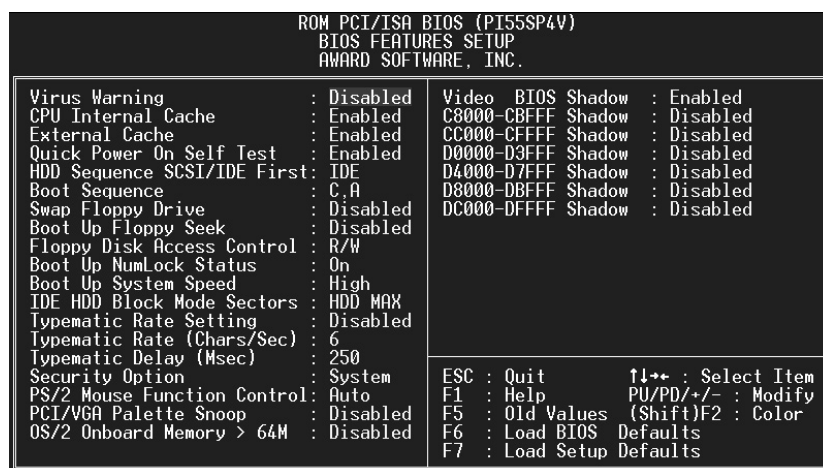 ROM PCI/ISA BIOS (PI55SP4V)
BIOS FEATURES SETUP
AWARD SOFTWARE, INC.
Virus Warning : Disabled
CPU Internal Cache : Enabled
External Cache : Enabled
Quick Power On Self Test : Enabled
HDD Sequence SCSI/IDE First: IDE
Boot Sequence : C,A
Swap Floppy Drive : Disabled
Boot Up Floppy Seek : Disabled
Floppy Disk Access Control : R/W
Boot Up NumLock Status : On
Boot Up System Speed : High
IDE HDD Block Mode Sectors : HDD MAX
Typematic Rate Setting : Disabled
Typematic Rate (Chars/Sec) : 6
Typematic Delay (Msec) : 250
Security Option : System
PS/2 Mouse Function Control: Auto
PCI/VGA Palette Snoop : Disabled
OS/2 Onboard Memory > 64M : Disabled
Video BIOS Shadow : Enabled
C8000-CBFFF Shadow : Disabled
CC000-CFFFF Shadow : Disabled
D0000-D3FFF Shadow : Disabled
D4000-D7FFF Shadow : Disabled
D8000-DBFFF Shadow : Disabled
DC000-DFFFF Shadow : Disabled
ESC : Quit ↑↓→← : Select Item
F1 : Help PU/PD/+/- : Modify
F5 : Old Values (Shift)F2 : Color
F6 : Load BIOS Defaults
F7 : Load Setup Defaults